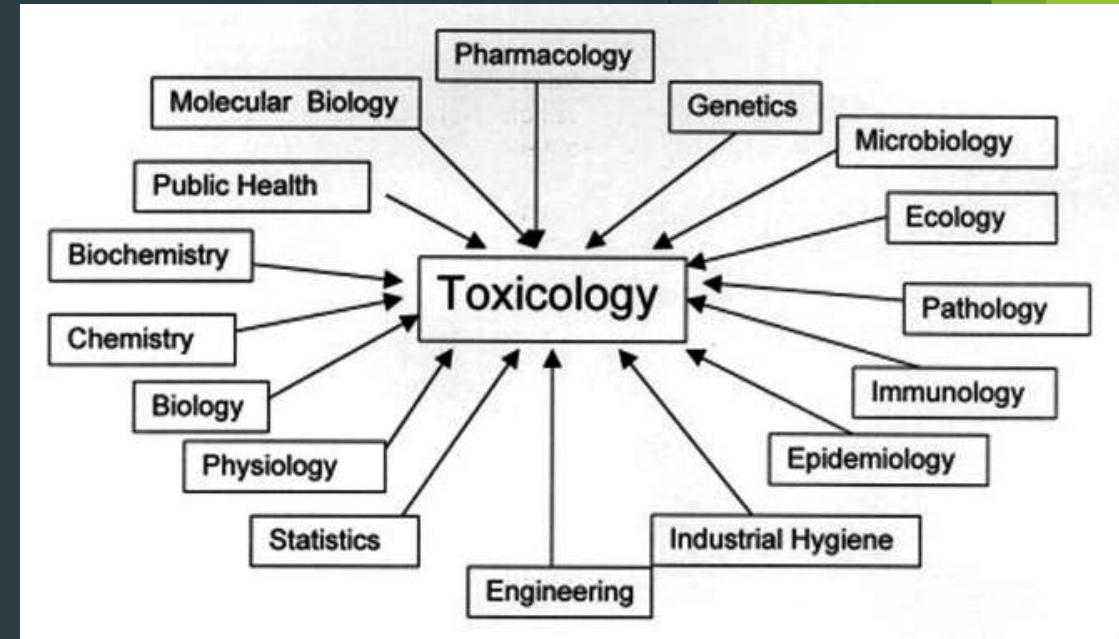 Pharmacology
Molecular Biology
Genetics
Microbiology
Public Health
Ecology
Biochemistry
Toxicology
Pathology
Chemistry
Immunology
Biology
Physiology
Epidemiology
Statistics
Industrial Hygiene
Engineering